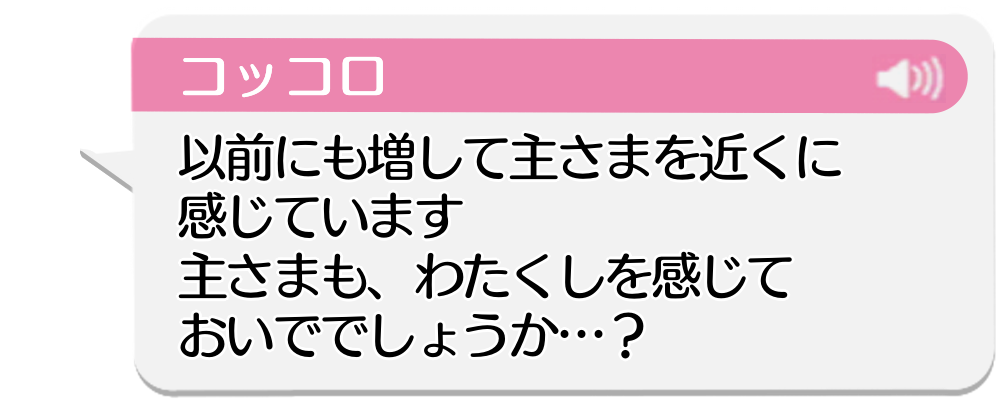 コッコロ
以前にも増して主さまを近くに
感じています
主さまも、わたくしを感じて
おいででしょうか…？